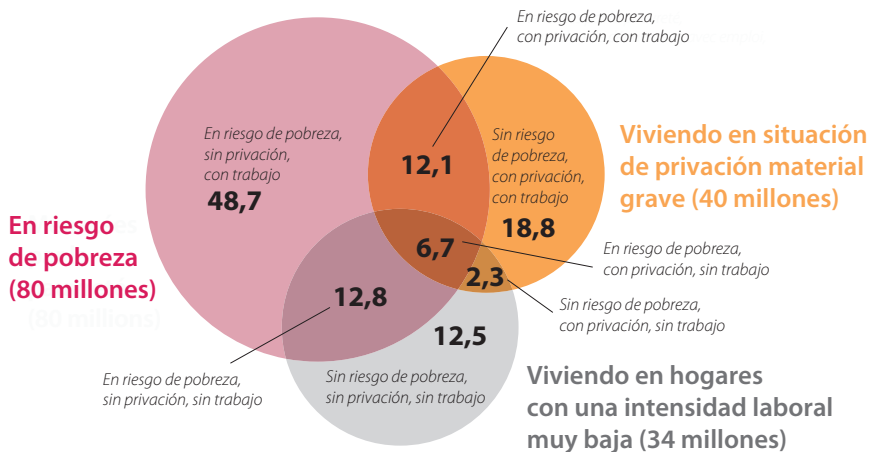 En riesgo de pobreza,
con privación, con trabajo
En riesgo de pobreza,
sin privación,
con trabajo
48,7
12,1
Sin riesgo
de pobreza,
con privación,
con trabajo
18,8
Viviendo en situación
de privación material
grave (40 millones)
En riesgo
de pobreza
(80 millones)
(80 millions)
6,7
En riesgo de pobreza,
con privación, sin trabajo
2,3
12,8
Sin riesgo de pobreza,
con privación, sin trabajo
12,5
En riesgo de pobreza,
sin privación, sin trabajo
Sin riesgo de pobreza,
sin privación, sin trabajo
Viviendo en hogares
con una intensidad laboral
muy baja (34 millones)